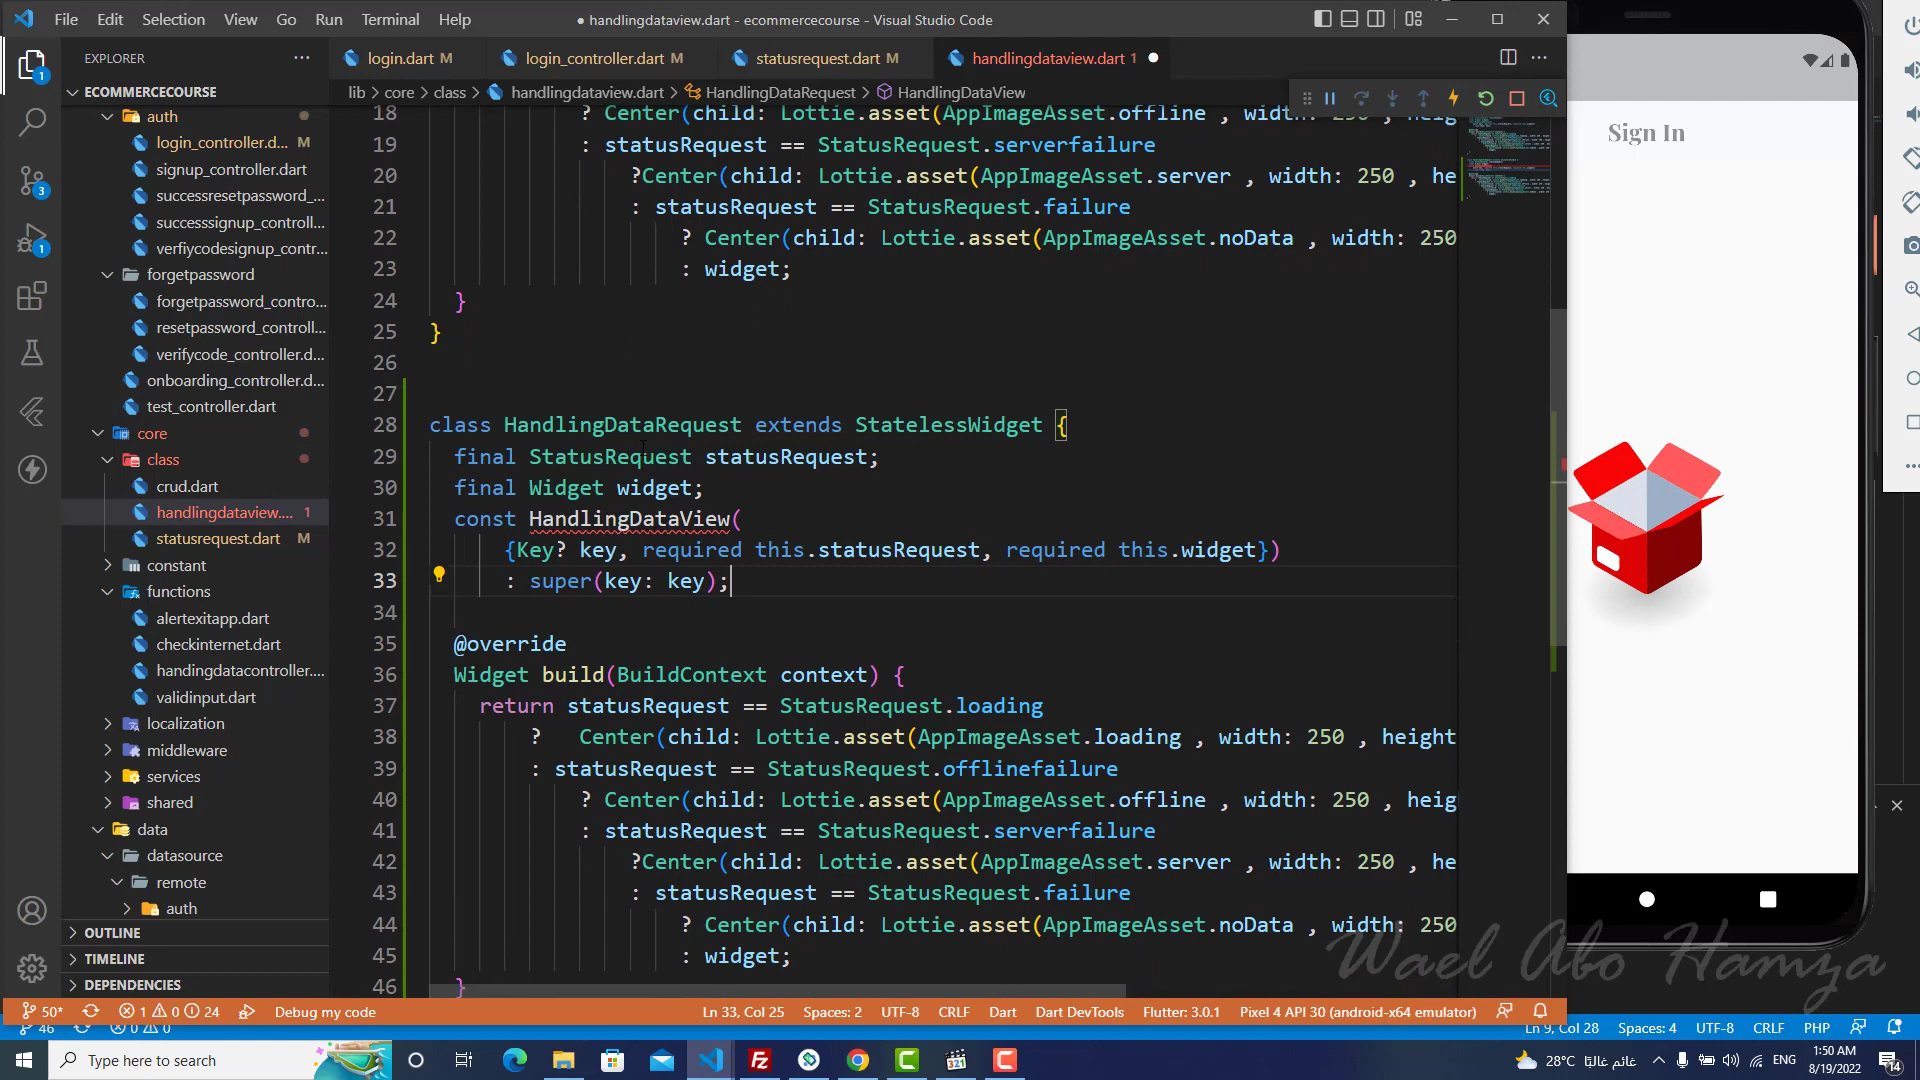 File Edit Selection View Go Run Terminal Help
● handlingdataview.dart - ecommercecourse - Visual Studio Code
EXPLORER
login.dart M
login_controller.dart M
statusrequest.dart M
handlingdataview.dart 1
ECOMMERCECOURSE
lib > core > class > handlingdataview.dart > HandlingDataRequest > HandlingDataView
auth
login_controller.d... M
signup_controller.dart
successresetpassword_...
successsignup_controll...
verfiycodesignup_contr...
forgetpassword
forgetpassword_contro...
resetpassword_controll...
verifycode_controller.d...
onboarding_controller.d...
test_controller.dart
core
class
crud.dart
handlingdataview.... 1
statusrequest.dart M
constant
functions
alertexitapp.dart
checkinternet.dart
handingdatacontroller....
validinput.dart
localization
middleware
services
shared
data
datasource
remote
auth
OUTLINE
TIMELINE
DEPENDENCIES
18 ? Center(child: Lottie.asset(AppImageAsset.offline , width: 250 , heig
19 : statusRequest == StatusRequest.serverfailure
20 ?Center(child: Lottie.asset(AppImageAsset.server , width: 250 , he
21 : statusRequest == StatusRequest.failure
22 ? Center(child: Lottie.asset(AppImageAsset.noData , width: 250
23 : widget;
24 }
25 }
26
27
28 class HandlingDataRequest extends StatelessWidget {
29 final StatusRequest statusRequest;
30 final Widget widget;
31 const HandlingDataView(
32 {Key? key, required this.statusRequest, required this.widget})
33 : super(key: key);
34
35 @override
36 Widget build(BuildContext context) {
37 return statusRequest == StatusRequest.loading
38 ? Center(child: Lottie.asset(AppImageAsset.loading , width: 250 , height
39 : statusRequest == StatusRequest.offlinefailure
40 ? Center(child: Lottie.asset(AppImageAsset.offline , width: 250 , heig
41 : statusRequest == StatusRequest.serverfailure
42 ?Center(child: Lottie.asset(AppImageAsset.server , width: 250 , he
43 : statusRequest == StatusRequest.failure
44 ? Center(child: Lottie.asset(AppImageAsset.noData , width: 250
45 : widget;
46 }
Sign In
Wael Abo Hamza
50* 1 0 24 Debug my code
Ln 33, Col 25 Spaces: 2 UTF-8 CRLF Dart Dart DevTools Flutter: 3.0.1 Pixel 4 API 30 (android-x64 emulator)
46 0 0
Ln 9, Col 28 Spaces: 4 UTF-8 CRLF PHP
Type here to search
28°C غائم غالبًا ENG
1:50 AM
8/19/2022
14